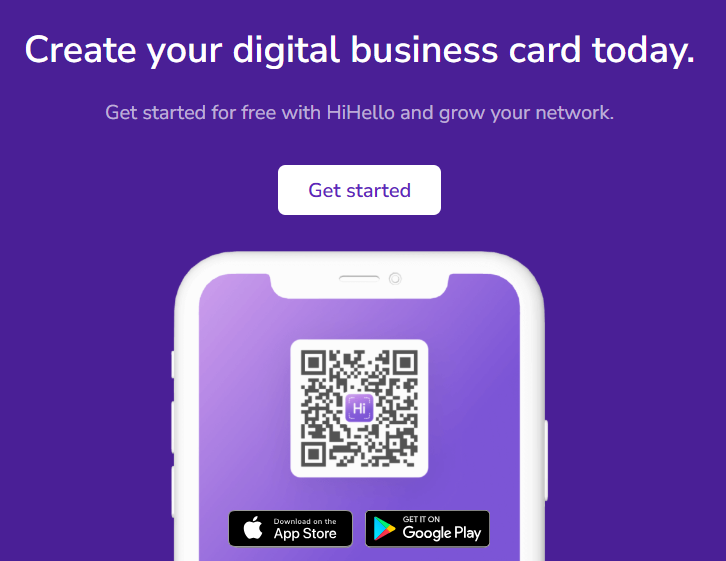 Create your digital business card today.
Get started for free with HiHello and grow your network.
Get started
Hi
Download on the
App Store
GET IT ON
Google Play